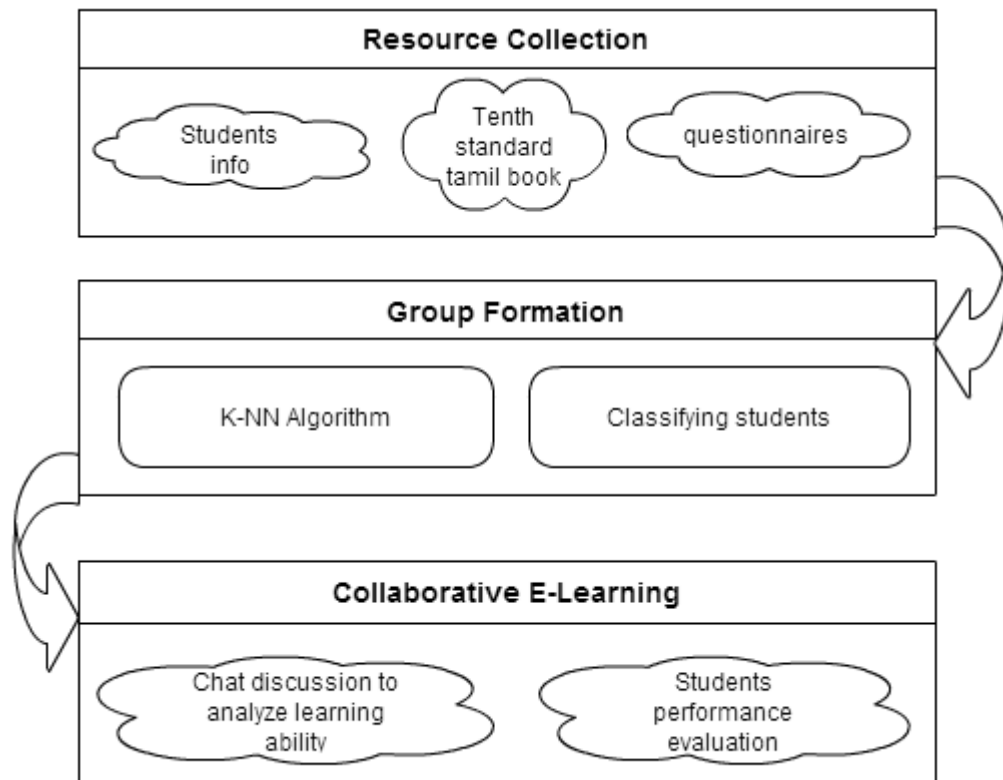 Resource Collection
Students
info
Tenth
standard
tamil book
questionnaires
Group Formation
K-NN Algorithm
Classifying students
Collaborative E-Learning
Chat discussion to
analyze learning
ability
Students
performance
evaluation